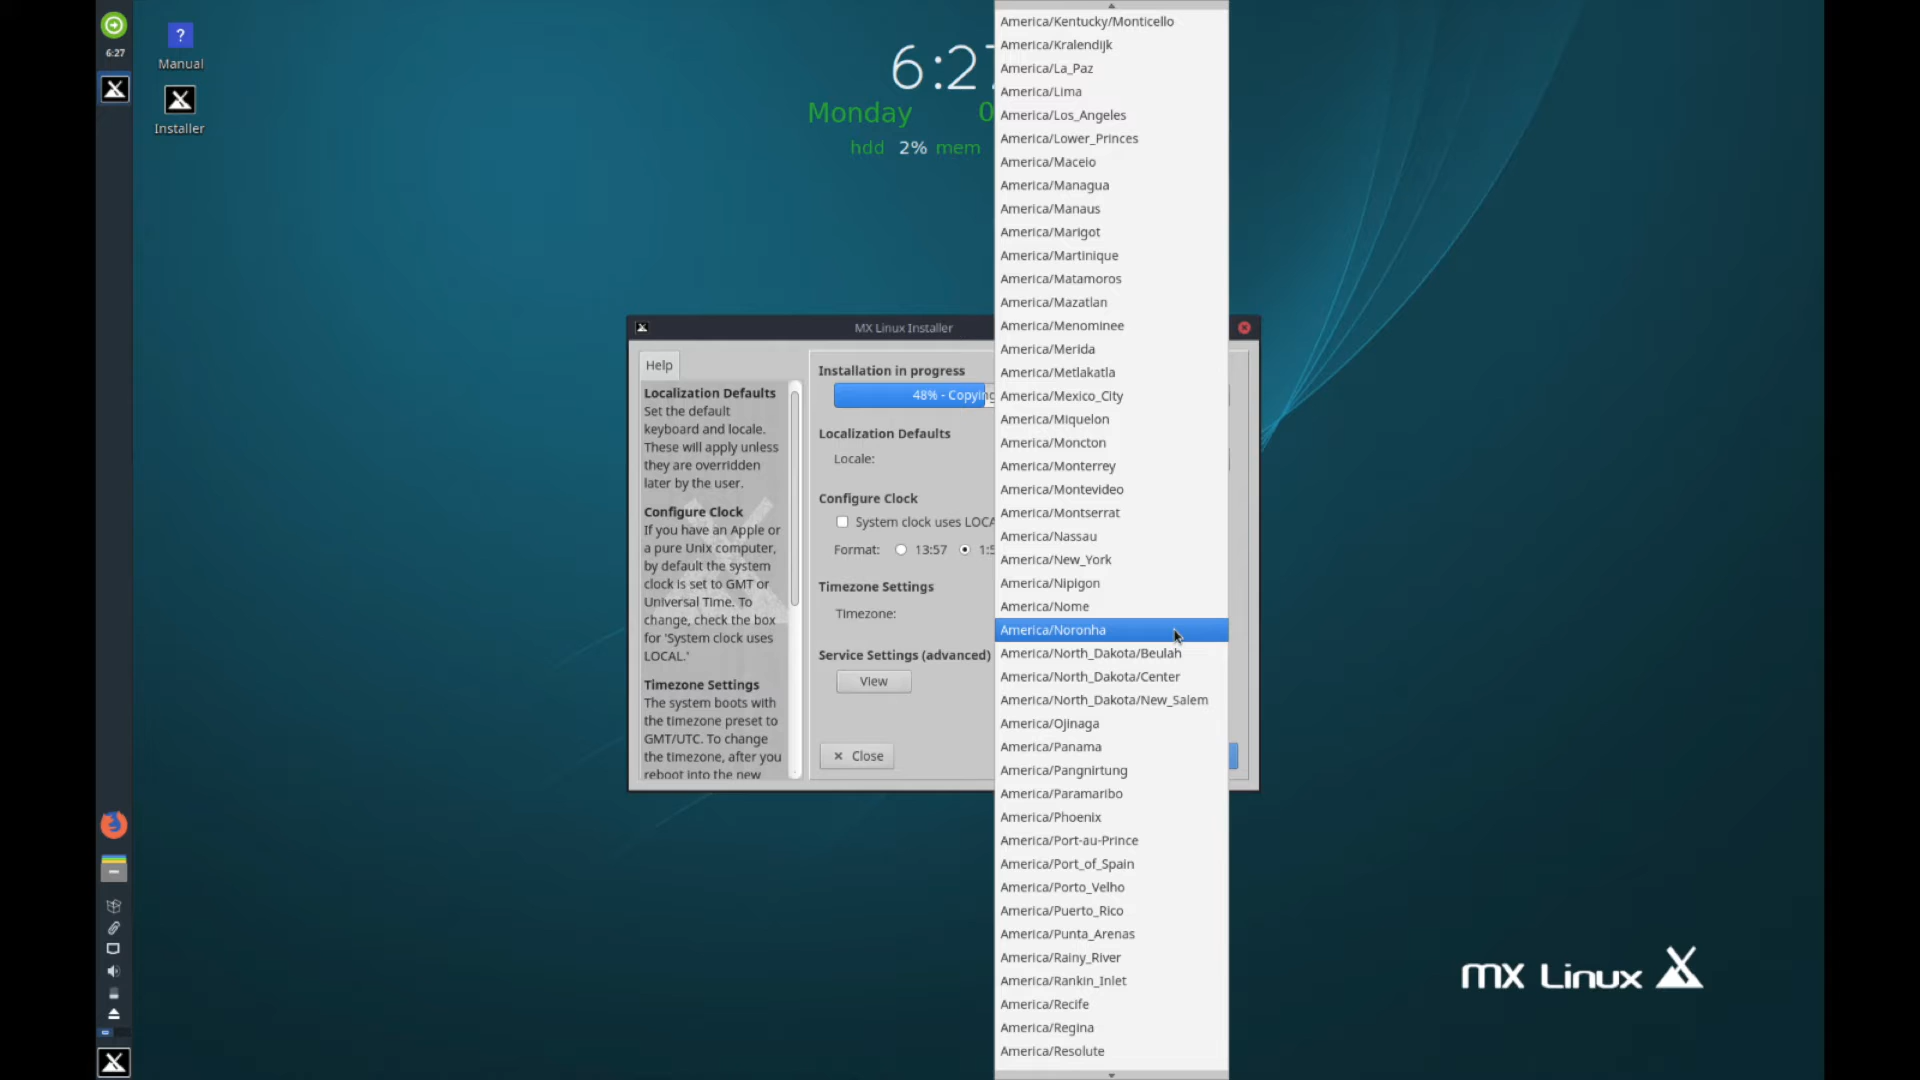 6:27
Manual
Installer
6:27
Monday 0
hdd 2% mem
MX Linux Installer
Help
Localization Defaults
Set the default
keyboard and locale.
These will apply unless
they are overridden
later by the user.
Configure Clock
If you have an Apple or
a pure Unix computer,
by default the system
clock is set to GMT or
Universal Time. To
change, check the box
for 'System clock uses
LOCAL.'
Timezone Settings
The system boots with
the timezone preset to
GMT/UTC. To change
the timezone, after you
reboot into the new
Installation in progress
48% - Copying
Localization Defaults
Locale:
Configure Clock
System clock uses LOCA
Format: 13:57 1:5
Timezone Settings
Timezone:
Service Settings (advanced)
View
Close
America/Kentucky/Monticello
America/Kralendijk
America/La_Paz
America/Lima
America/Los_Angeles
America/Lower_Princes
America/Maceio
America/Managua
America/Manaus
America/Marigot
America/Martinique
America/Matamoros
America/Mazatlan
America/Menominee
America/Merida
America/Metlakatla
America/Mexico_City
America/Miquelon
America/Moncton
America/Monterrey
America/Montevideo
America/Montserrat
America/Nassau
America/New_York
America/Nipigon
America/Nome
America/Noronha
America/North_Dakota/Beulah
America/North_Dakota/Center
America/North_Dakota/New_Salem
America/Ojinaga
America/Panama
America/Pangnirtung
America/Paramaribo
America/Phoenix
America/Port-au-Prince
America/Port_of_Spain
America/Porto_Velho
America/Puerto_Rico
America/Punta_Arenas
America/Rainy_River
America/Rankin_Inlet
America/Recife
America/Regina
America/Resolute
MX Linux